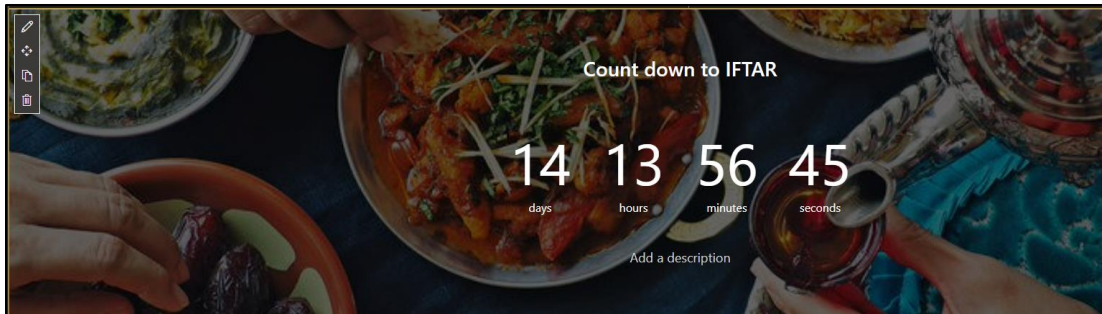 Count down to IFTAR
14 13 56 45
days hours minutes seconds
Add a description